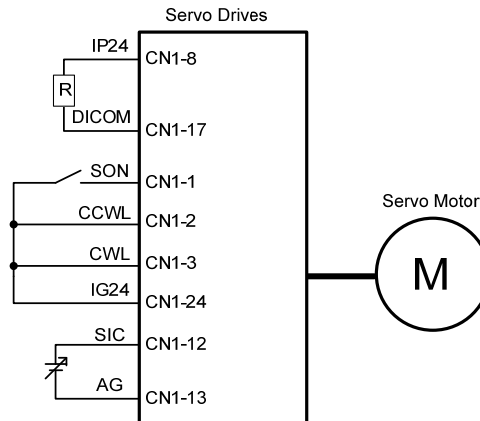 Servo Drives
IP24 CN1-8
R
DICOM CN1-17
SON CN1-1
CCWL CN1-2
Servo Motor
CWL CN1-3
M
IG24 CN1-24
SIC CN1-12
AG CN1-13